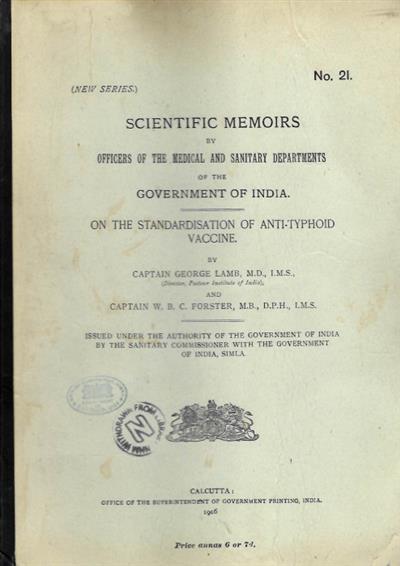 No. 21.
(NEW SERIES.)
SCIENTIFIC MEMOIRS
BY
OFFICERS OF THE MEDICAL AND SANITARY DEPARTMENTS
OF THE
GOVERNMENT OF INDIA.
ON THE STANDARDISATION OF ANTI-TYPHOID
VACCINE.
BY
CAPTAIN GEORGE LAMB, M.D., I.M.S.,
(Director, Pasteur Institute of India),
AND
CAPTAIN W. B. C. FORSTER, M.B., D.P.H., I.M.S.
ISSUED UNDER THE AUTHORITY OF THE GOVERNMENT OF INDIA
BY THE SANITARY COMMISSIONER WITH THE GOVERNMENT
OF INDIA, SIMLA.
WITHDRAWN FROM
N
CALCUTTA:
OFFICE OF THE SUPERINTENDENT OF GOVERNMENT PRINTING, INDIA.
1906
Price annas 6 or 7d.